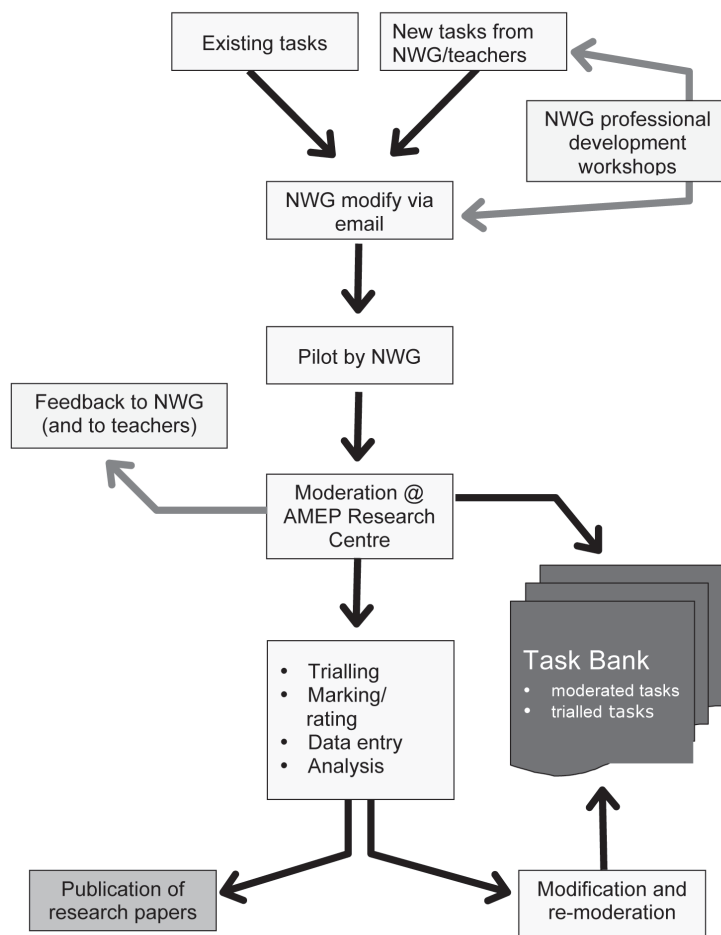 Existing tasks
New tasks from
NWG/teachers
NWG professional
development
workshops
NWG modify via
email
Pilot by NWG
Feedback to NWG
(and to teachers)
Moderation @
AMEP Research
Centre
• Trialling
• Marking/
rating
• Data entry
• Analysis
Task Bank
• moderated tasks
• trialled tasks
Publication of
research papers
Modification and
re-moderation